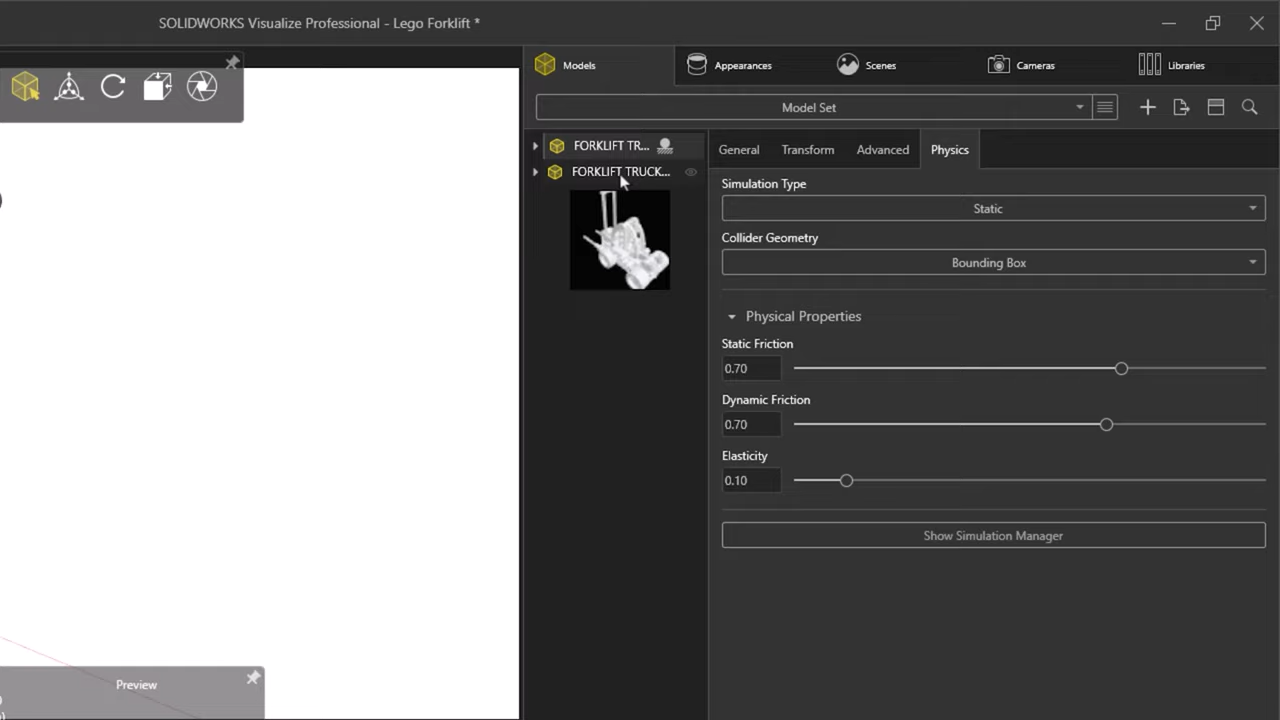 SOLIDWORKS Visualize Professional - Lego Forklift *
Models
Appearances
Scenes
Cameras
Libraries
Model Set
FORKLIFT TR...
FORKLIFT TRUCK...
General
Transform
Advanced
Physics
Simulation Type
Static
Collider Geometry
Bounding Box
Physical Properties
Static Friction
0.70
Dynamic Friction
0.70
Elasticity
0.10
Show Simulation Manager
Preview